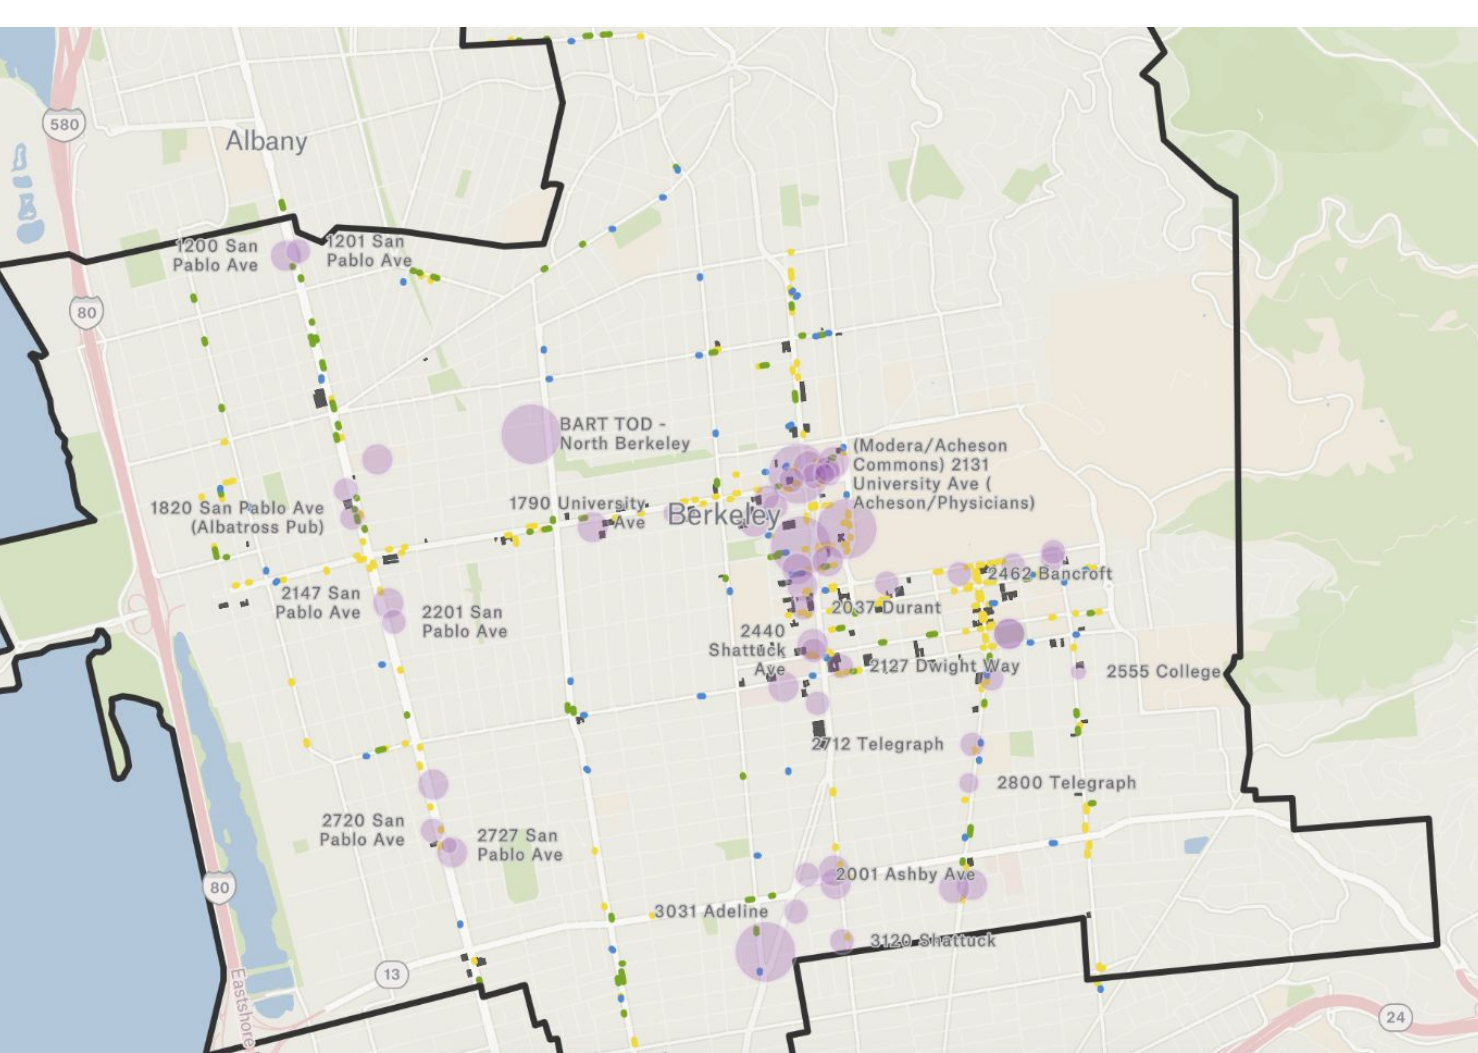 580
Albany
1200 San
Pablo Ave
1201 San
Pablo Ave
80
BART TOD -
North Berkeley
(Modera/Acheson
Commons) 2131
University Ave (
Acheson/Physicians)
1820 San Pablo Ave
(Albatross Pub)
1790 University
Ave
Berkeley
2147 San
Pablo Ave
2201 San
Pablo Ave
2462 Bancroft
2037 Durant
2440
Shattuck
Ave
2127 Dwight Way
2555 College
2712 Telegraph
2800 Telegraph
2720 San
Pablo Ave
2727 San
Pablo Ave
80
2001 Ashby Ave
3031 Adeline
3120 Shattuck
13
Eastshore
24